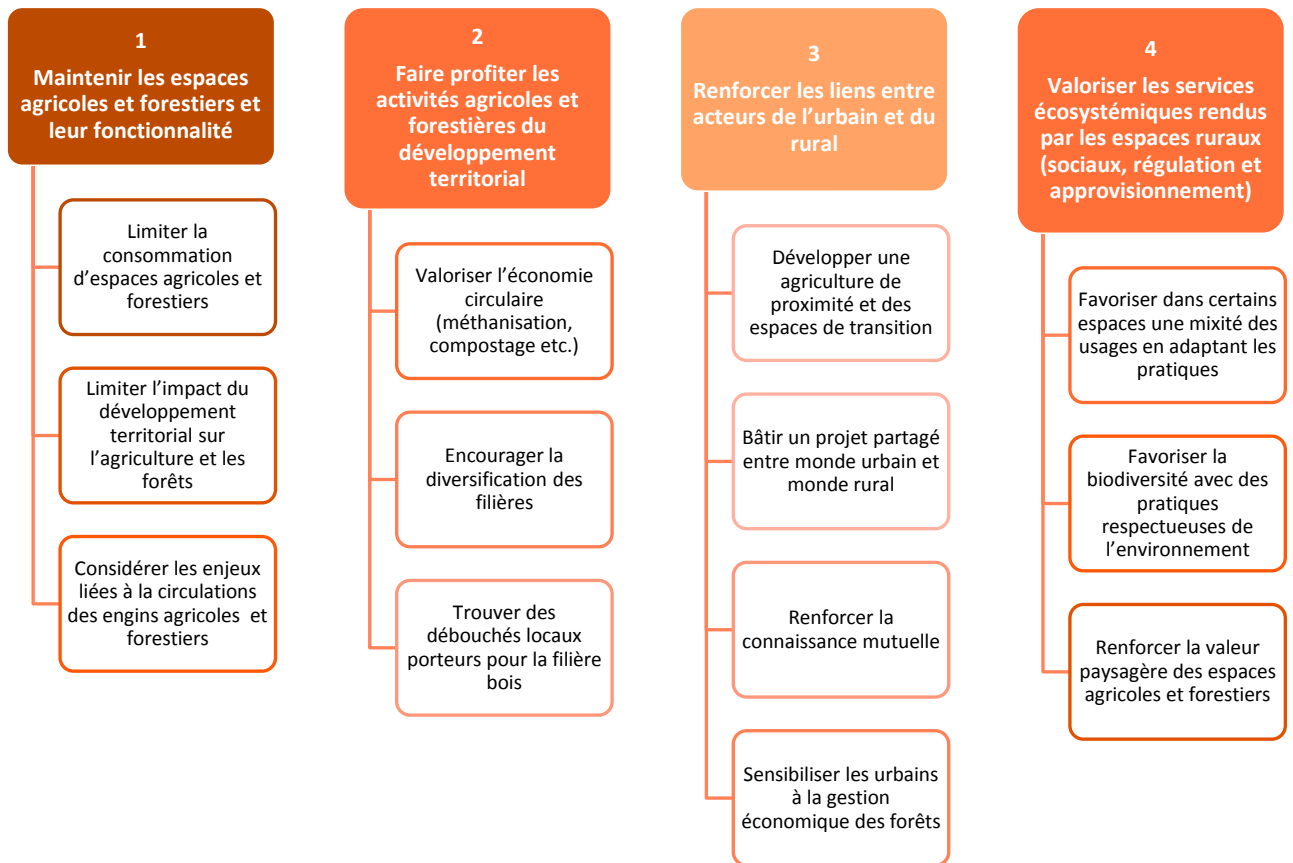 1
Maintenir les espaces
agricoles et forestiers et
leur fonctionnalité
Limiter la
consommation
d’espaces agricoles et
forestiers
Limiter l’impact du
développement
territorial sur
l’agriculture et les
forêts
Considérer les enjeux
liées à la circulations
des engins agricoles et
forestiers
2
Faire profiter les
activités agricoles et
forestières du
développement
territorial
Valoriser l’économie
circulaire
(méthanisation,
compostage etc.)
Encourager la
diversification des
filières
Trouver des
débouchés locaux
porteurs pour la filière
bois
3
Renforcer les liens entre
acteurs de l’urbain et du
rural
Développer une
agriculture de
proximité et des
espaces de transition
Bâtir un projet partagé
entre monde urbain et
monde rural
Renforcer la
connaissance mutuelle
Sensibiliser les urbains
à la gestion
économique des forêts
4
Valoriser les services
écosystémiques rendus
par les espaces ruraux
(sociaux, régulation et
approvisionnement)
Favoriser dans certains
espaces une mixité des
usages en adaptant les
pratiques
Favoriser la
biodiversité avec des
pratiques
respectueuses de
l’environnement
Renforcer la valeur
paysagère des espaces
agricoles et forestiers